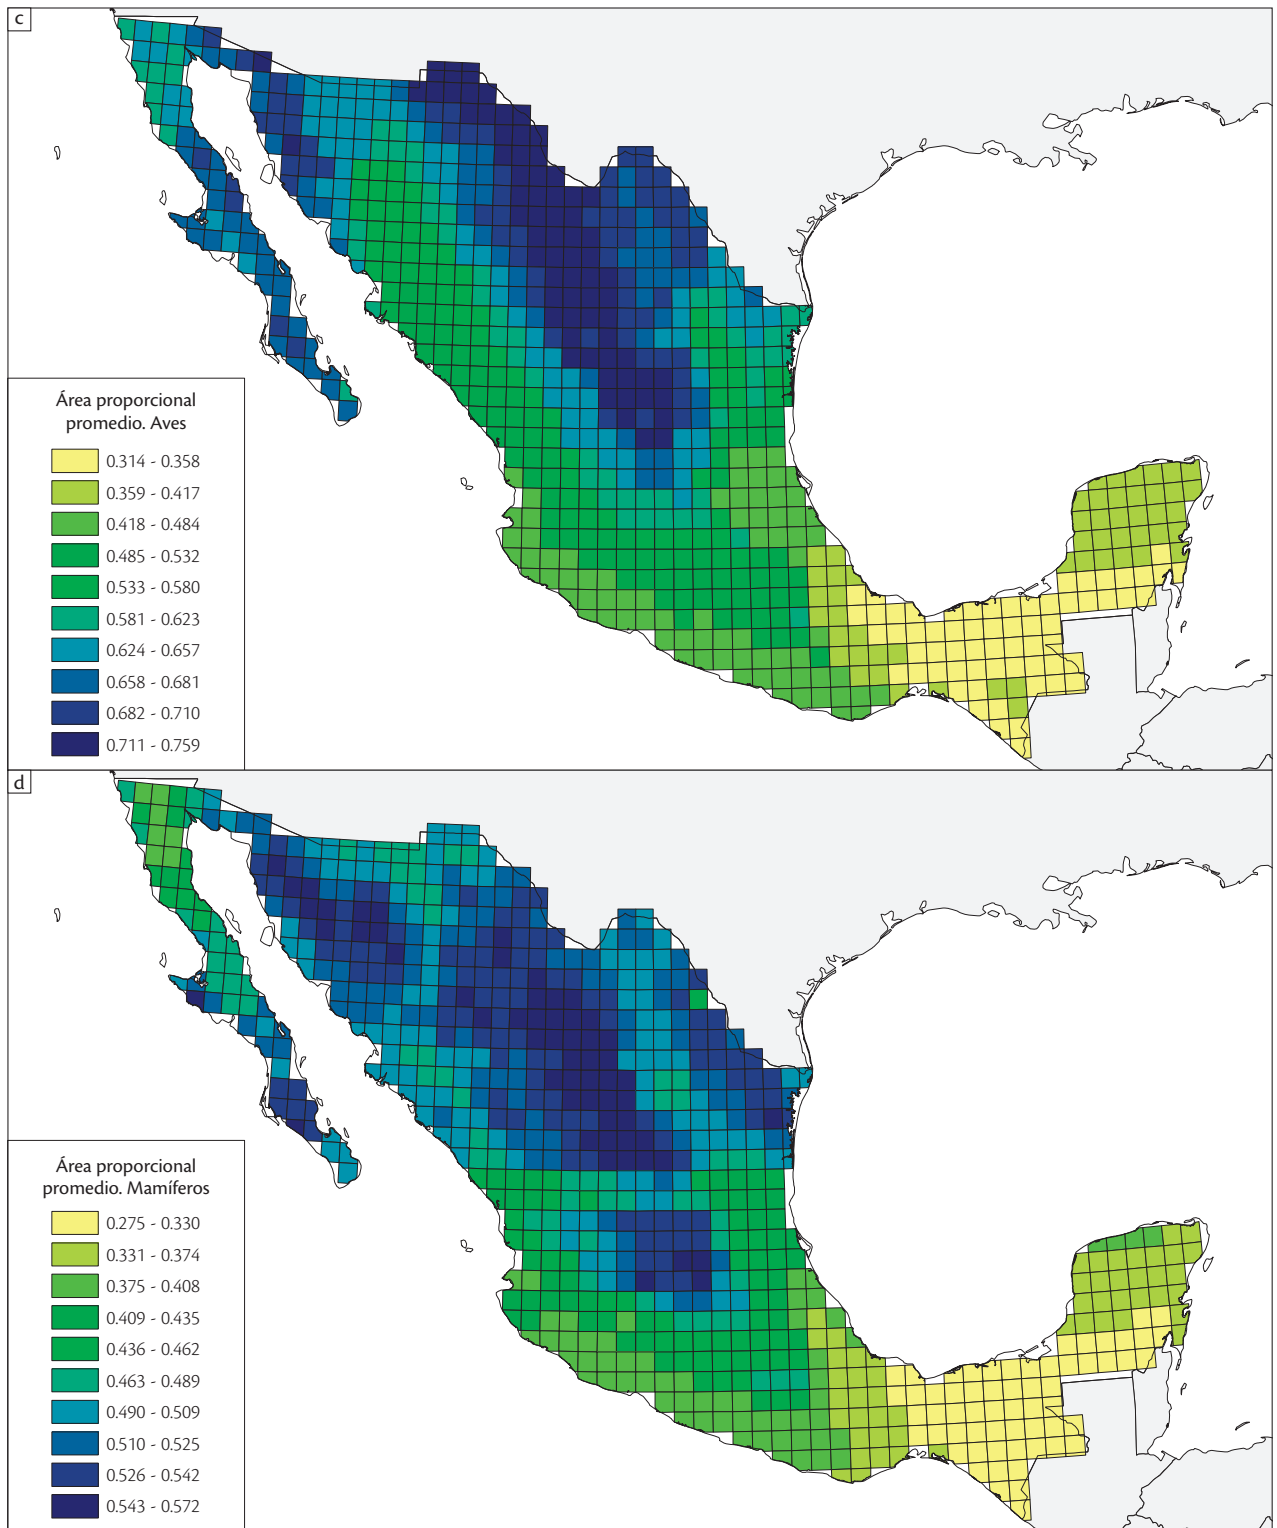 c
Área proporcional
promedio. Aves
0.314 - 0.358
0.359 - 0.417
0.418 - 0.484
0.485 - 0.532
0.533 - 0.580
0.581 - 0.623
0.624 - 0.657
0.658 - 0.681
0.682 - 0.710
0.711 - 0.759
d
Área proporcional
promedio. Mamíferos
0.275 - 0.330
0.331 - 0.374
0.375 - 0.408
0.409 - 0.435
0.436 - 0.462
0.463 - 0.489
0.490 - 0.509
0.510 - 0.525
0.526 - 0.542
0.543 - 0.572